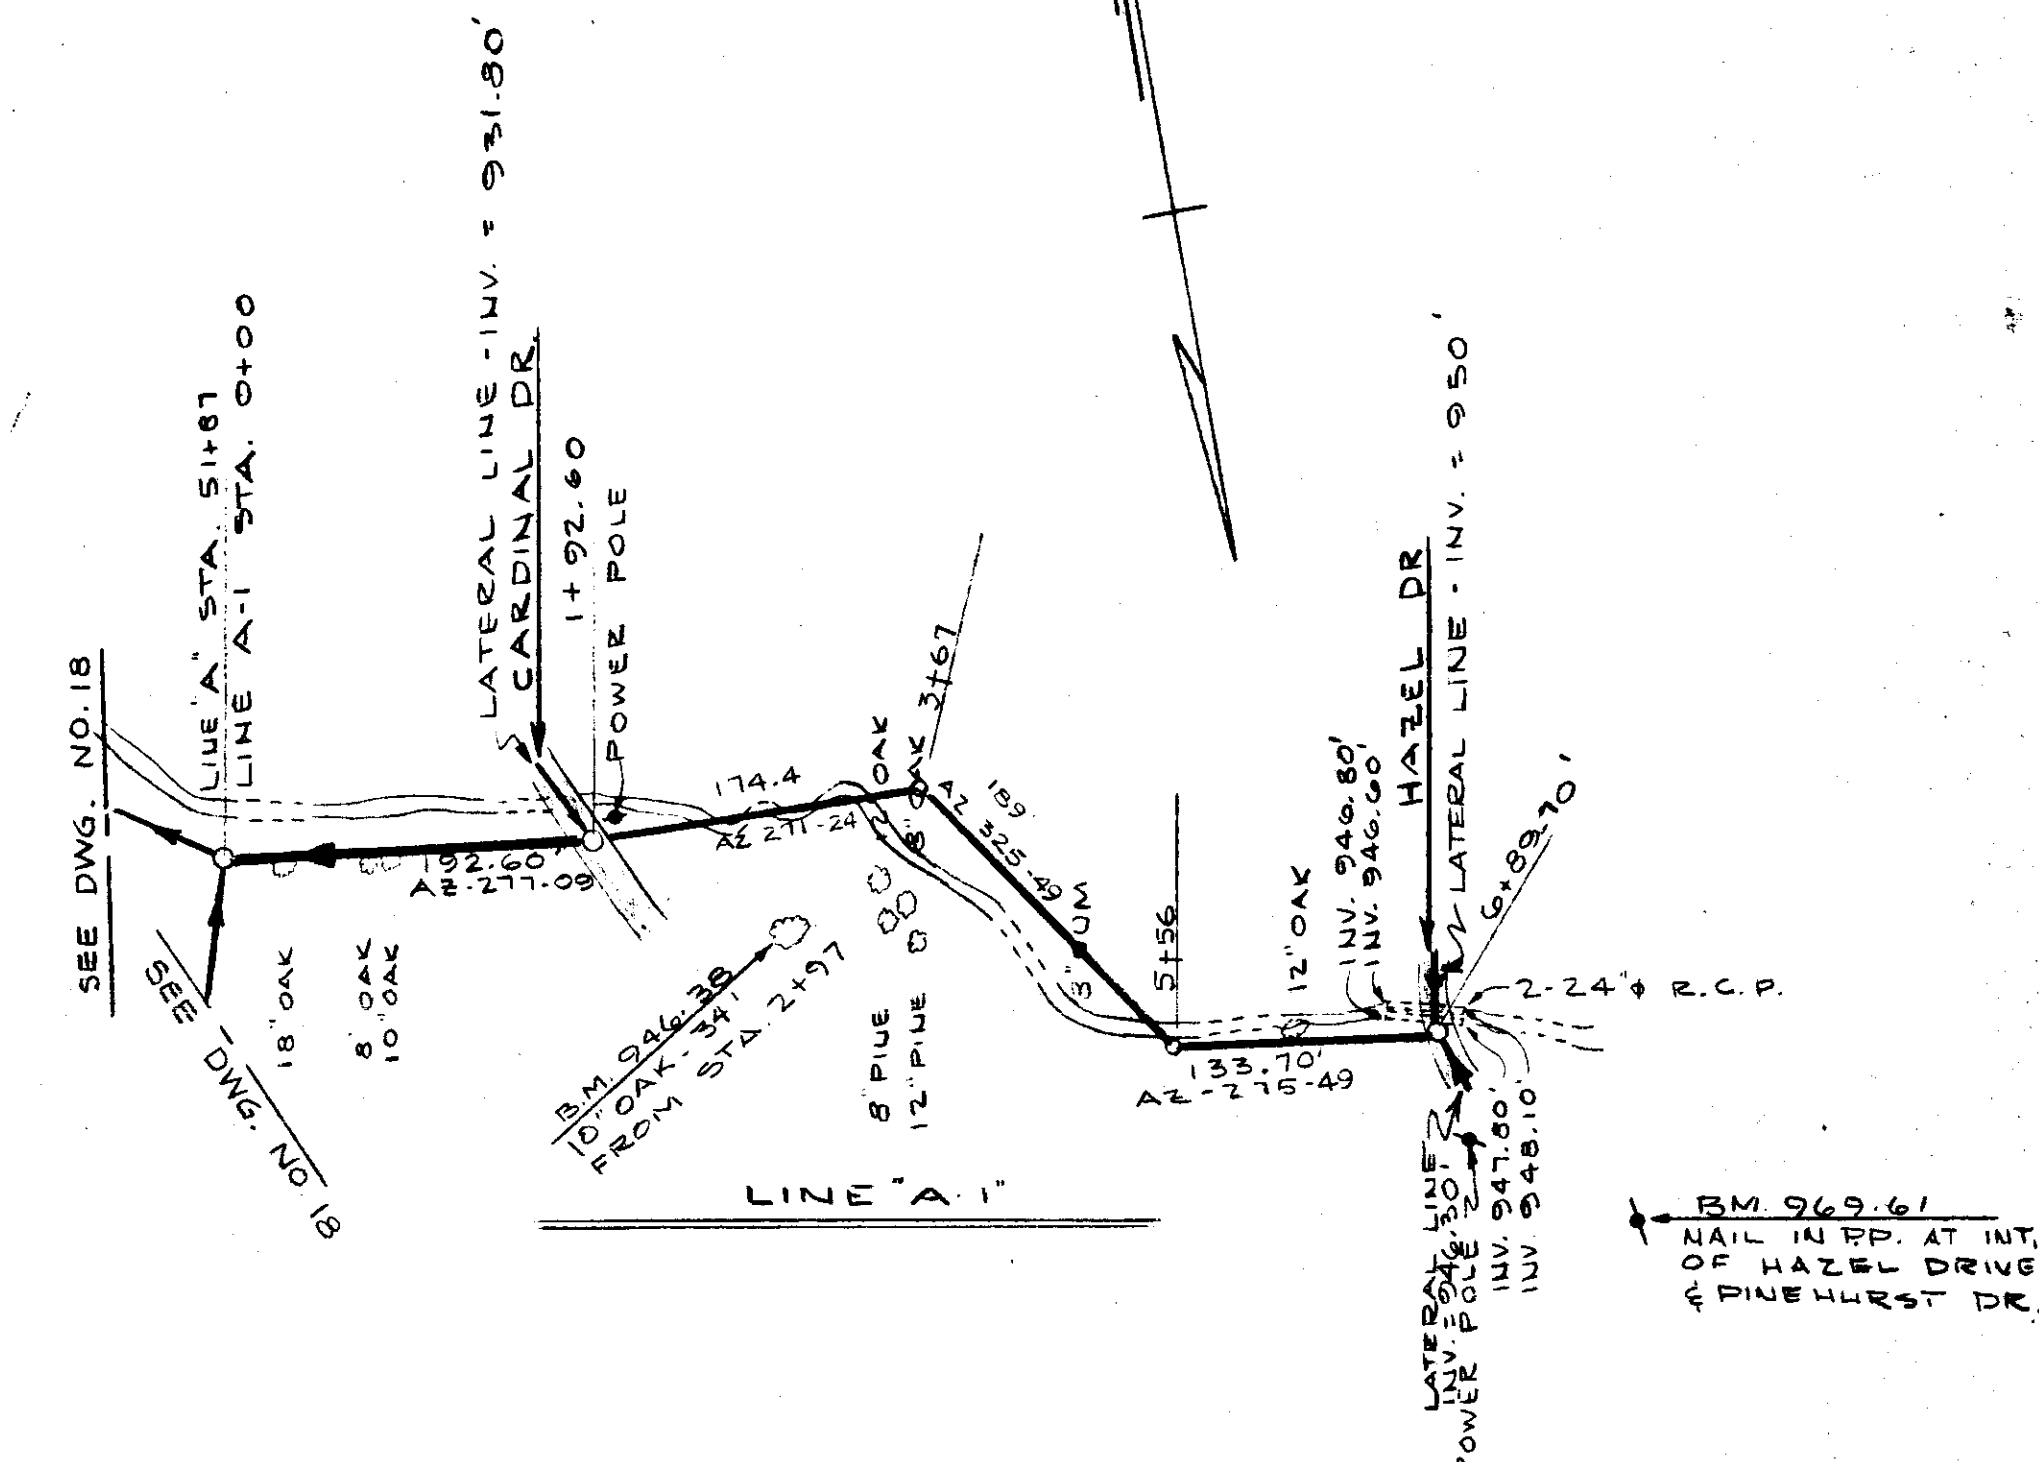 SEE DWG. NO. 18
LINE "A" STA. 51+87
LINE A-1 STA. 0+00
LATERAL LINE - INV. = 931.80'
CARDINAL DR.
1+92.60
POWER POLE
192.60'
AZ-277-09
174.4
AZ 271-24
OAK
8" OAK
3+67
189
AZ 325-49
3" GUM
5+56
12" OAK
INV. 946.80'
INV. 946.60'
HAZEL DR
LATERAL LINE - INV. = 950'
6+89.70'
2-24"ϕ R.C.P.
133.70'
AZ-275-49
SEE DWG. NO. 18
18" OAK
8" OAK
10" OAK
B.M. 946.38
10" OAK - 34'
FROM STA. 2+97
8" PINE
12" PINE
LATERAL LINE
INV. = 946.30'
POWER POLE
INV. 947.80'
INV. 948.10'
LINE "A-1"
BM. 969.61
NAIL IN P.P. AT INT.
OF HAZEL DRIVE
& PINEHURST DR.